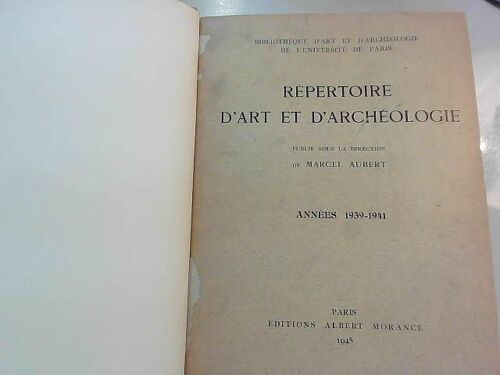 BIBLIOTHÈQUE D'ART ET D'ARCHÉOLOGIE
DE L'UNIVERSITÉ DE PARIS
RÉPERTOIRE
D'ART ET D'ARCHÉOLOGIE
PUBLIÉ SOUS LA DIRECTION
DE MARCEL AUBERT
ANNÉES 1939-1941
PARIS
ÉDITIONS ALBERT MORANCÉ
1945